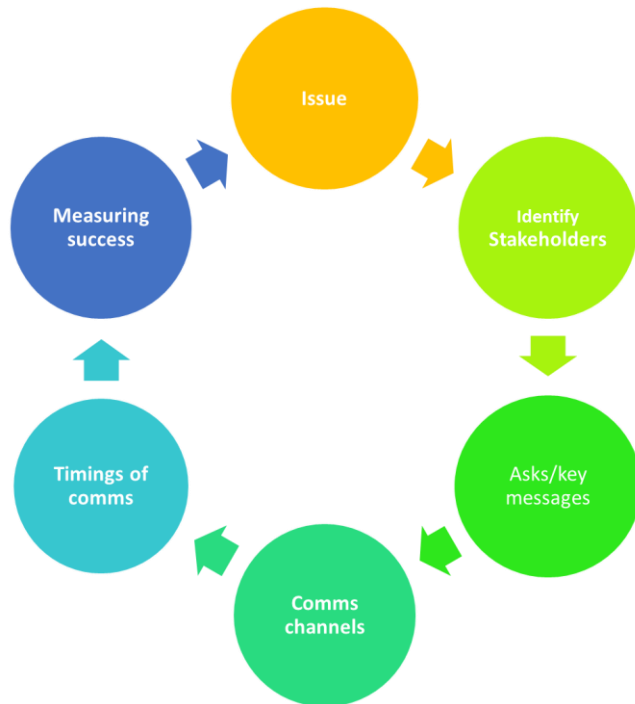 Issue
Identify
Stakeholders
Asks/key
messages
Comms
channels
Timings of
comms
Measuring
success